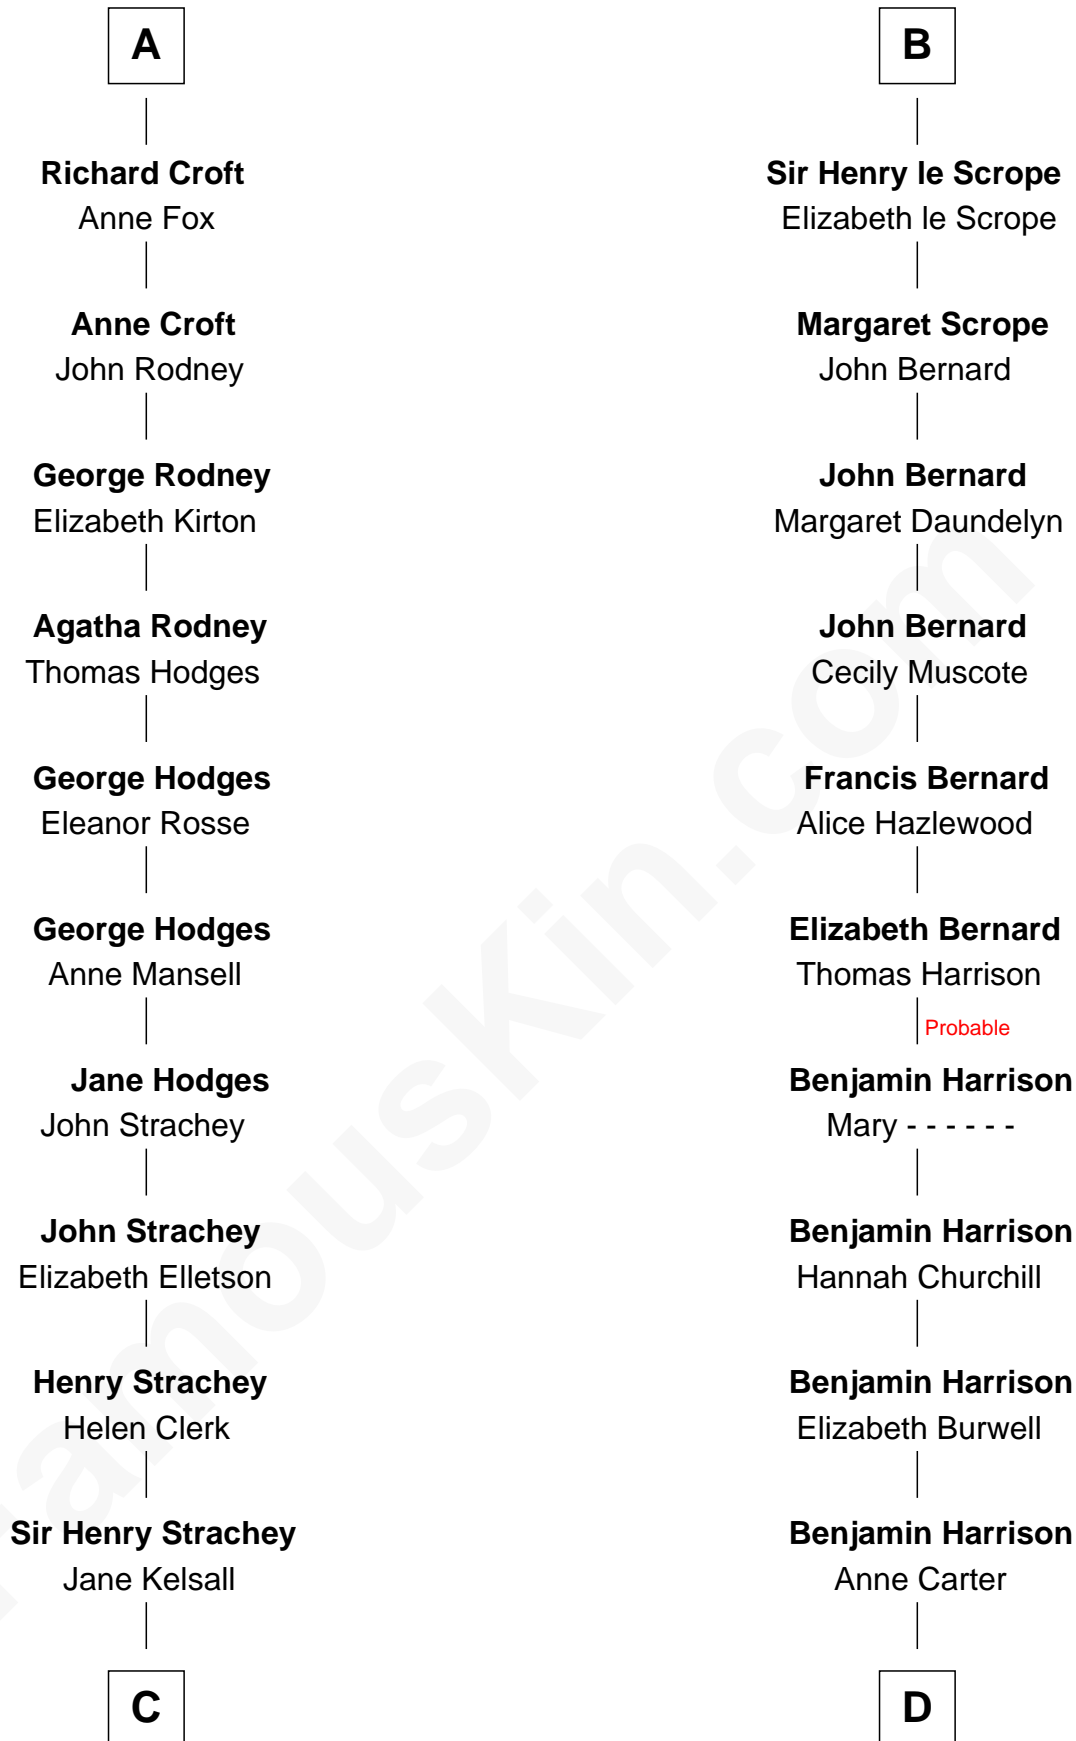 A
Richard Croft
Anne Fox
Anne Croft
John Rodney
George Rodney
Elizabeth Kirton
Agatha Rodney
Thomas Hodges
George Hodges
Eleanor Rosse
George Hodges
Anne Mansell
Jane Hodges
John Strachey
John Strachey
Elizabeth Elletson
Henry Strachey
Helen Clerk
Sir Henry Strachey
Jane Kelsall
C
B
Sir Henry le Scrope
Elizabeth le Scrope
Margaret Scrope
John Bernard
John Bernard
Margaret Daundelyn
John Bernard
Cecily Muscote
Francis Bernard
Alice Hazlewood
Elizabeth Bernard
Thomas Harrison
Probable
Benjamin Harrison
Mary - - - - - -
Benjamin Harrison
Hannah Churchill
Benjamin Harrison
Elizabeth Burwell
Benjamin Harrison
Anne Carter
D
FamousKin.com